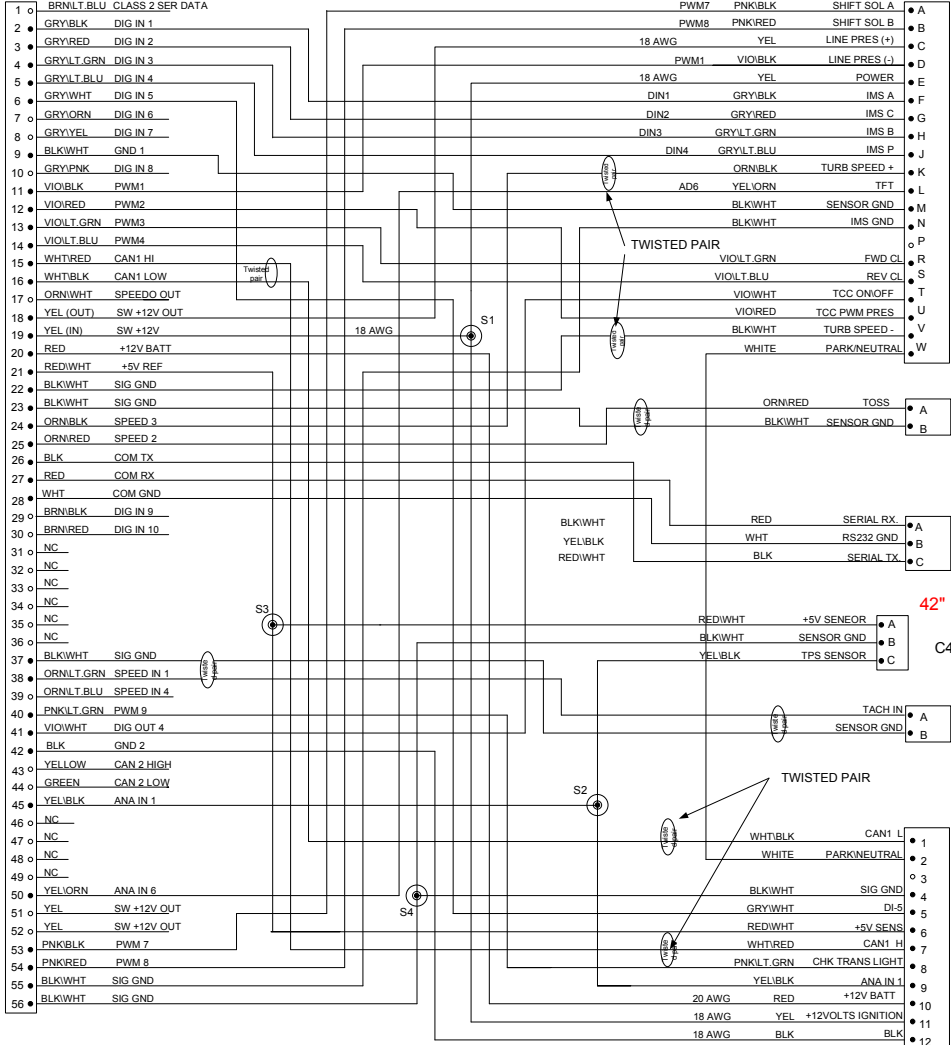 1 BRN\LT.BLU CLASS 2 SER DATA
2 GRY\BLK DIG IN 1
3 GRY\RED DIG IN 2
4 GRY\LT.GRN DIG IN 3
5 GRY\LT.BLU DIG IN 4
6 GRY\WHT DIG IN 5
7 GRY\ORN DIG IN 6
8 GRY\YEL DIG IN 7
9 BLK\WHT GND 1
10 GRY\PNK DIG IN 8
11 VIO\BLK PWM1
12 VIO\RED PWM2
13 VIO\LT.GRN PWM3
14 VIO\LT.BLU PWM4
15 WHT\RED CAN1 HI
16 WHT\BLK CAN1 LOW
17 ORN\WHT SPEEDO OUT
18 YEL (OUT) SW +12V OUT
19 YEL (IN) SW +12V
20 RED +12V BATT
21 RED\WHT +5V REF
22 BLK\WHT SIG GND
23 BLK\WHT SIG GND
24 ORN\BLK SPEED 3
25 ORN\RED SPEED 2
26 BLK COM TX
27 RED COM RX
28 WHT COM GND
29 BRN\BLK DIG IN 9
30 BRN\RED DIG IN 10
31 NC
32 NC
33 NC
34 NC
35 NC
36 NC
37 BLK\WHT SIG GND
38 ORN\LT.GRN SPEED IN 1
39 ORN\LT.BLU SPEED IN 4
40 PNK\LT.GRN PWM 9
41 VIO\WHT DIG OUT 4
42 BLK GND 2
43 YELLOW CAN 2 HIGH
44 GREEN CAN 2 LOW
45 YEL\BLK ANA IN 1
46 NC
47 NC
48 NC
49 NC
50 YEL\ORN ANA IN 6
51 YEL SW +12V OUT
52 YEL SW +12V OUT
53 PNK\BLK PWM 7
54 PNK\RED PWM 8
55 BLK\WHT SIG GND
56 BLK\WHT SIG GND
Twisted
pair
Twiste
d pair
18 AWG
S1
S3
S4
S2
PWM7 PNK\BLK SHIFT SOL A A
PWM8 PNK\RED SHIFT SOL B B
18 AWG YEL LINE PRES (+) C
PWM1 VIO\BLK LINE PRES (-) D
18 AWG YEL POWER E
DIN1 GRY\BLK IMS A F
DIN2 GRY\RED IMS C G
DIN3 GRY\LT.GRN IMS B H
DIN4 GRY\LT.BLU IMS P J
ORN\BLK TURB SPEED + K
AD6 YEL\ORN TFT L
BLK\WHT SENSOR GND M
BLK\WHT IMS GND N
P
VIO\LT.GRN FWD CL R
VIO\LT.BLU REV CL S
VIO\WHT TCC ON\OFF T
VIO\RED TCC PWM PRES U
BLK\WHT TURB SPEED - V
WHITE PARK/NEUTRAL W
Twisted
pair
TWISTED PAIR
Twisted
pair
ORN\RED TOSS A
BLK\WHT SENSOR GND B
Twiste
d pair
BLK\WHT
YEL\BLK
RED\WHT
RED SERIAL RX. A
WHT RS232 GND B
BLK SERIAL TX. C
42"
RED\WHT +5V SENEOR A
BLK\WHT SENSOR GND B
YEL\BLK TPS SENSOR C
C4
TACH IN A
SENSOR GND B
Twiste
d pair
TWISTED PAIR
Twiste
d pair
WHT\BLK CAN1 L 1
WHITE PARK\NEUTRAL 2
3
BLK\WHT SIG GND 4
GRY\WHT DI-5 5
RED\WHT +5V SENS 6
WHT\RED CAN1 H 7
PNK\LT.GRN CHK TRANS LIGHT 8
YEL\BLK ANA IN 1 9
20 AWG RED +12V BATT 10
18 AWG YEL +12VOLTS IGNITION 11
18 AWG BLK BLK 12
Twiste
d pair